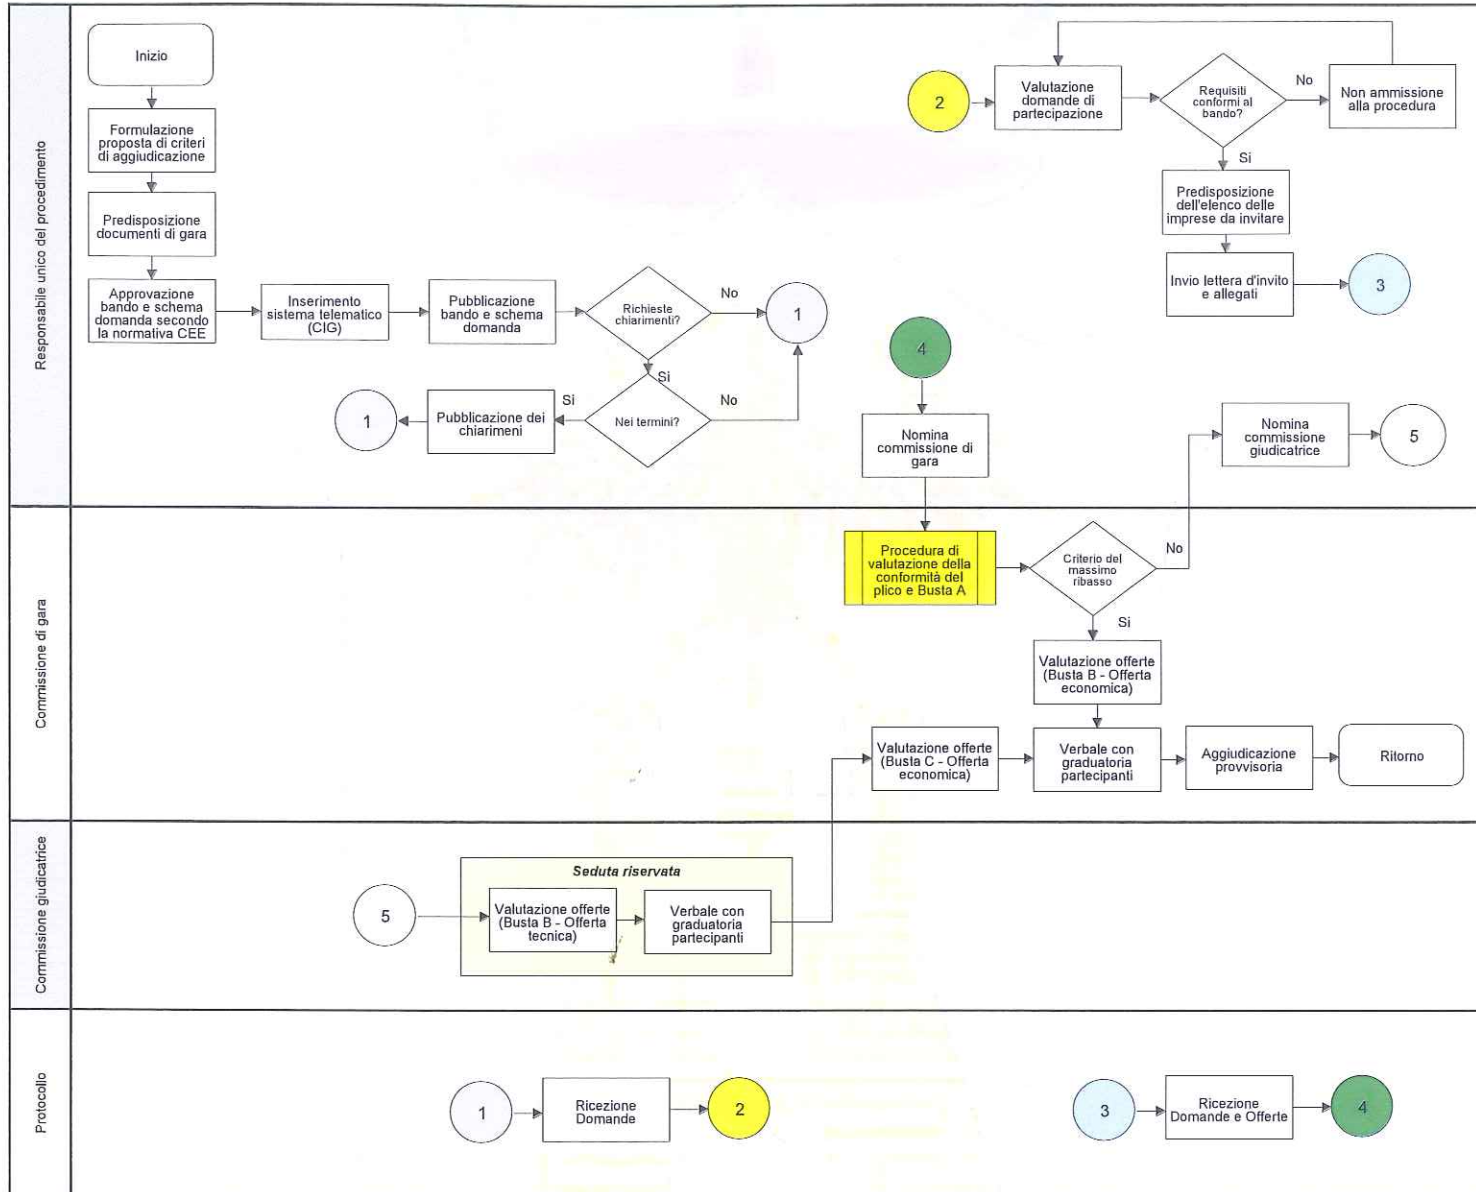 Responsabile unico del procedimento
Inizio
Formulazione
proposta di criteri
di aggiudicazione
Predisposizione
documenti di gara
Approvazione
bando e schema
domanda secondo
la normativa CEE
Inserimento
sistema telematico
(CIG)
Pubblicazione
bando e schema
domanda
Richieste
chiarimenti?
No
1
Si
Nei termini?
No
Si
Pubblicazione dei
chiarimeni
1
2
Valutazione
domande di
partecipazione
Requisiti
conformi al
bando?
No
Non ammissione
alla procedura
Si
Predisposizione
dell'elenco delle
imprese da invitare
Invio lettera d'invito
e allegati
3
4
Nomina
commissione di
gara
Nomina
commissione
giudicatrice
5
Commissione di gara
Procedura di
valutazione della
conformità del
plico e Busta A
Criterio del
massimo
ribasso
No
Si
Valutazione offerte
(Busta B - Offerta
economica)
Valutazione offerte
(Busta C - Offerta
economica)
Verbale con
graduatoria
partecipanti
Aggiudicazione
provvisoria
Ritorno
Commissione giudicatrice
5
Seduta riservata
Valutazione offerte
(Busta B - Offerta
tecnica)
Verbale con
graduatoria
partecipanti
Protocollo
1
Ricezione
Domande
2
3
Ricezione
Domande e Offerte
4